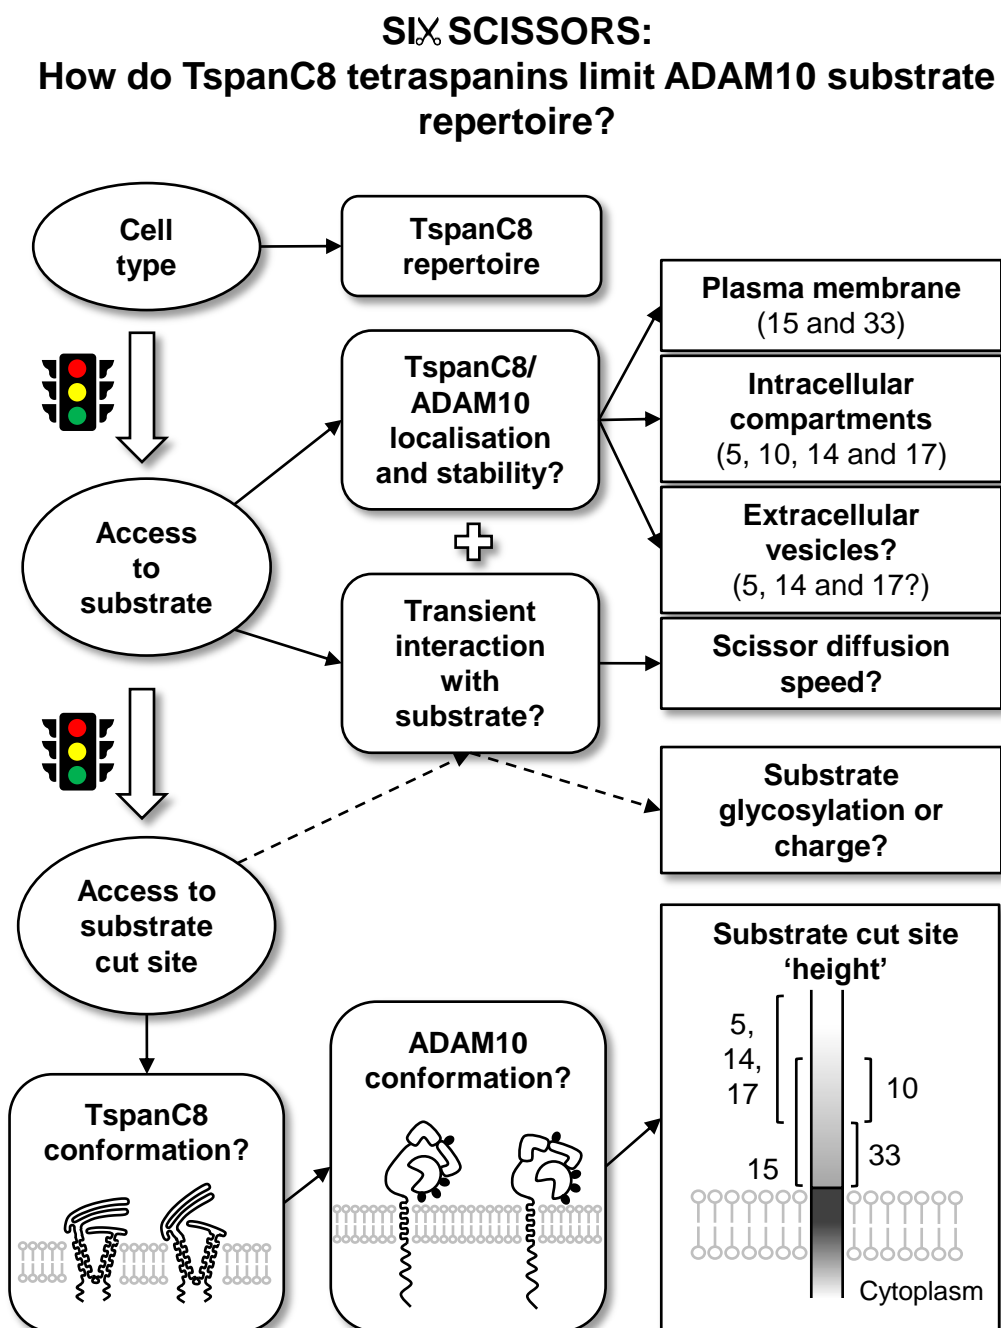 SIX SCISSORS:
How do TspanC8 tetraspanins limit ADAM10 substrate
repertoire?
Cell
type
TspanC8
repertoire
Plasma membrane
(15 and 33)
TspanC8/
ADAM10
localisation
and stability?
Intracellular
compartments
(5, 10, 14 and 17)
Access
to
substrate
Extracellular
vesicles?
(5, 14 and 17?)
Transient
interaction
with
substrate?
Scissor diffusion
speed?
Substrate
glycosylation or
charge?
Access to
substrate
cut site
TspanC8
conformation?
ADAM10
conformation?
Substrate cut site
‘height’
5,
14,
17
10
15
33
Cytoplasm